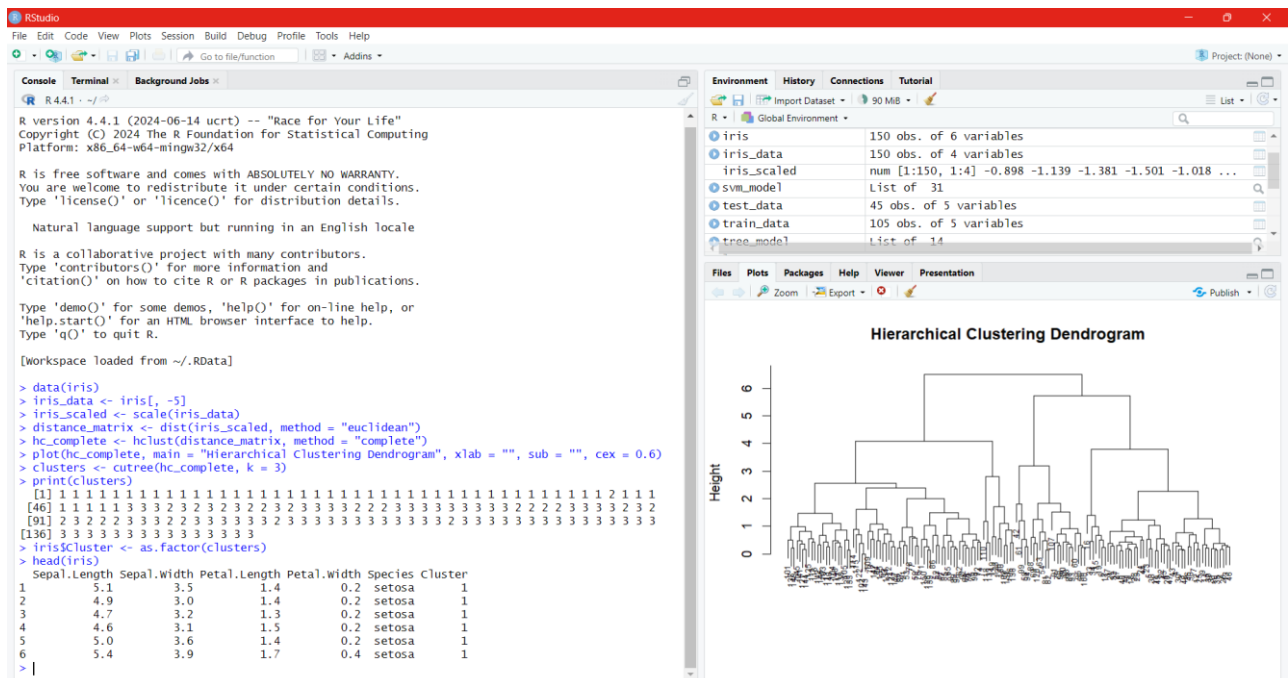 RStudio
File Edit Code View Plots Session Build Debug Profile Tools Help
Go to file/function Addins Project: (None)
Console Terminal Background Jobs
R 4.4.1 · ~/
R version 4.4.1 (2024-06-14 ucrt) -- "Race for Your Life"
Copyright (C) 2024 The R Foundation for Statistical Computing
Platform: x86_64-w64-mingw32/x64
R is free software and comes with ABSOLUTELY NO WARRANTY.
You are welcome to redistribute it under certain conditions.
Type 'license()' or 'licence()' for distribution details.
Natural language support but running in an English locale
R is a collaborative project with many contributors.
Type 'contributors()' for more information and
'citation()' on how to cite R or R packages in publications.
Type 'demo()' for some demos, 'help()' for on-line help, or
'help.start()' for an HTML browser interface to help.
Type 'q()' to quit R.
[Workspace loaded from ~/.RData]
> data(iris)
> iris_data <- iris[, -5]
> iris_scaled <- scale(iris_data)
> distance_matrix <- dist(iris_scaled, method = "euclidean")
> hc_complete <- hclust(distance_matrix, method = "complete")
> plot(hc_complete, main = "Hierarchical Clustering Dendrogram", xlab = "", sub = "", cex = 0.6)
> clusters <- cutree(hc_complete, k = 3)
> print(clusters)
[1] 1 1 1 1 1 1 1 1 1 1 1 1 1 1 1 1 1 1 1 1 1 1 1 1 1 1 1 1 1 1 1 1 1 1 1 1 1 1 1 1 1 2 1 1 1
[46] 1 1 1 1 1 3 3 3 2 3 2 3 2 3 2 2 3 2 3 3 3 3 2 2 2 3 3 3 3 3 3 3 3 3 2 2 2 2 3 3 3 3 2 3 2
[91] 2 3 2 2 2 3 3 3 2 3 3 3 3 3 3 2 3 3 3 3 3 3 3 3 3 3 3 3 3 2 3 3 3 3 3 3 3 3 3 3 3 3 3 3 3
[136] 3 3 3 3 3 3 3 3 3 3 3 3 3 3 3
> iris$Cluster <- as.factor(clusters)
> head(iris)
Sepal.Length Sepal.Width Petal.Length Petal.Width Species Cluster
1 5.1 3.5 1.4 0.2 setosa 1
2 4.9 3.0 1.4 0.2 setosa 1
3 4.7 3.2 1.3 0.2 setosa 1
4 4.6 3.1 1.5 0.2 setosa 1
5 5.0 3.6 1.4 0.2 setosa 1
6 5.4 3.9 1.7 0.4 setosa 1
>
Environment History Connections Tutorial
Import Dataset 90 MiB List
R Global Environment
iris 150 obs. of 6 variables
iris_data 150 obs. of 4 variables
iris_scaled num [1:150, 1:4] -0.898 -1.139 -1.381 -1.501 -1.018 ...
svm_model List of 31
test_data 45 obs. of 5 variables
train_data 105 obs. of 5 variables
tree_model List of 14
Files Plots Packages Help Viewer Presentation
Zoom Export Publish
Hierarchical Clustering Dendrogram
Height
6
5
4
3
2
1
0